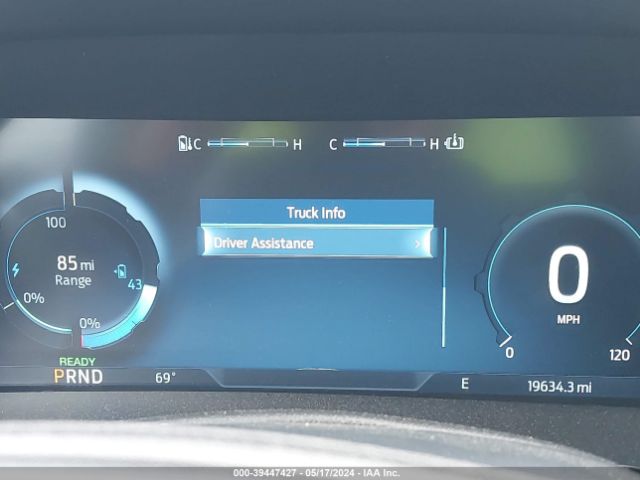 C H C H
Truck Info
Driver Assistance
100
85 mi
Range
43
0%
0%
0
MPH
0 120
READY
PRND 69° E 19634.3 mi
000-39447427 - 05/17/2024 - IAA Inc.